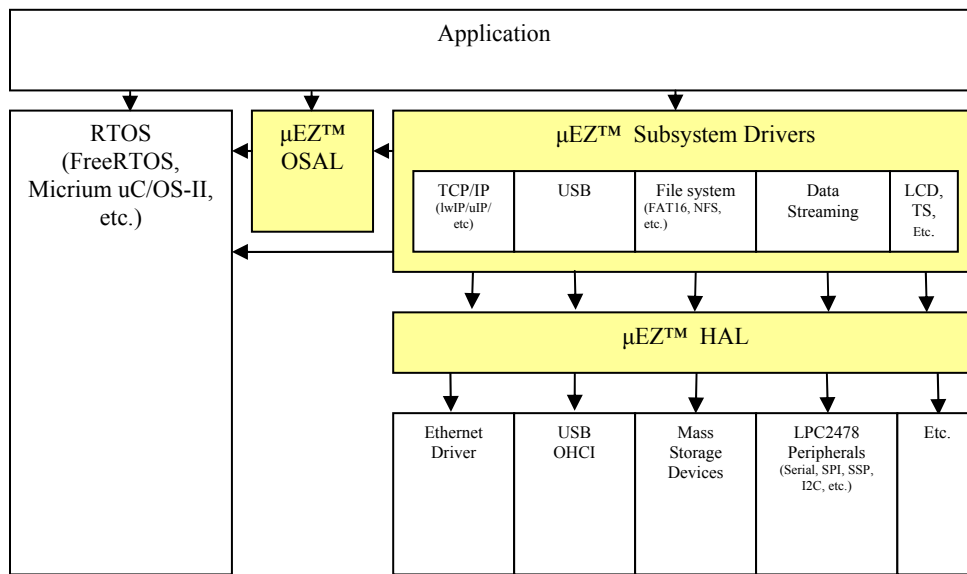 Application
RTOS
(FreeRTOS,
Micrium uC/OS-II,
etc.)
μEZ™
OSAL
μEZ™ Subsystem Drivers
TCP/IP
(lwIP/uIP/
etc)
USB
File system
(FAT16, NFS,
etc.)
Data
Streaming
LCD,
TS,
Etc.
μEZ™ HAL
Ethernet
Driver
USB
OHCI
Mass
Storage
Devices
LPC2478
Peripherals
(Serial, SPI, SSP,
I2C, etc.)
Etc.